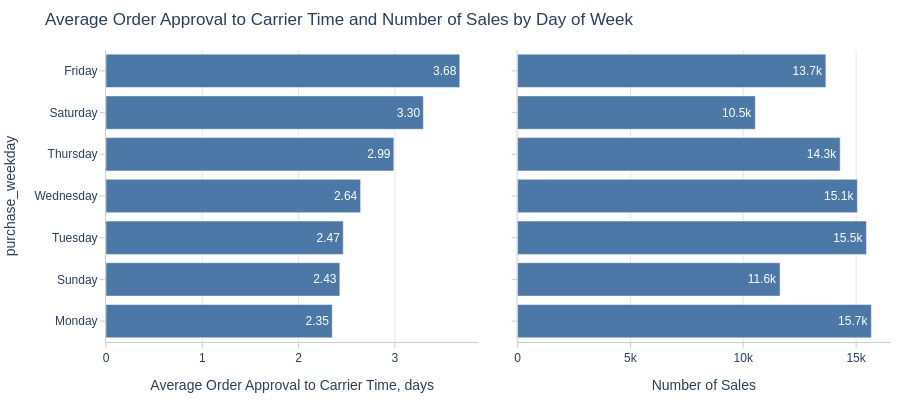 Average Order Approval to Carrier Time and Number of Sales by Day of Week
purchase_weekday
Friday 3.68 13.7k
Saturday 3.30 10.5k
Thursday 2.99 14.3k
Wednesday 2.64 15.1k
Tuesday 2.47 15.5k
Sunday 2.43 11.6k
Monday 2.35 15.7k
0 1 2 3 0 5k 10k 15k
Average Order Approval to Carrier Time, days Number of Sales